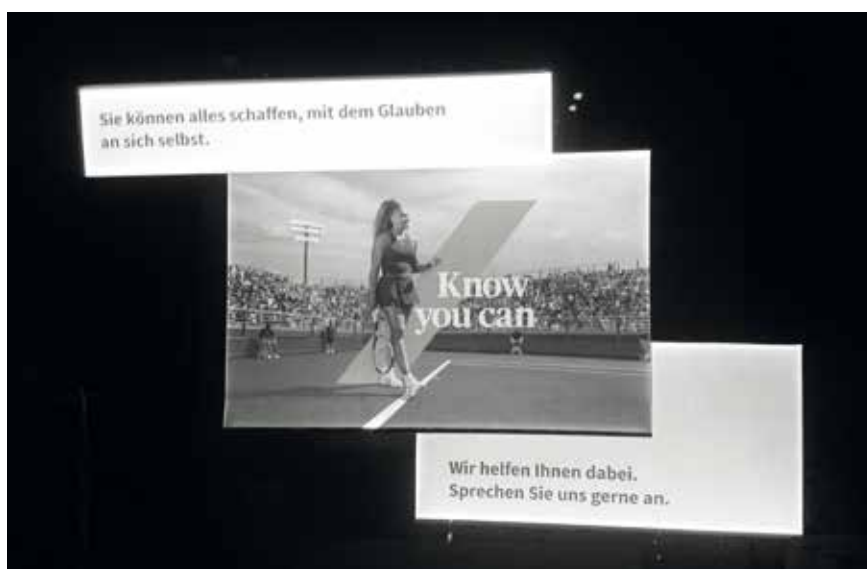 Sie können alles schaffen, mit dem Glauben
an sich selbst.
Know
you can
Wir helfen Ihnen dabei.
Sprechen Sie uns gerne an.